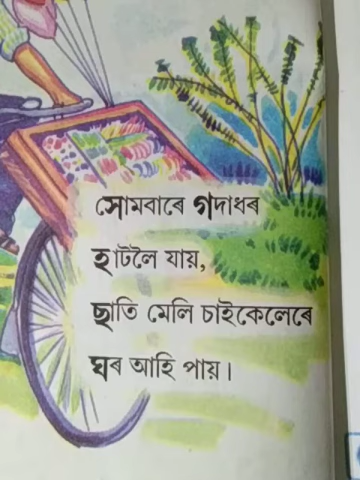 সোমবাৰে গদাধৰ
হাটলৈ যায়,
ছাতি মেলি চাইকেলেৰে
ঘৰ আহি পায়।